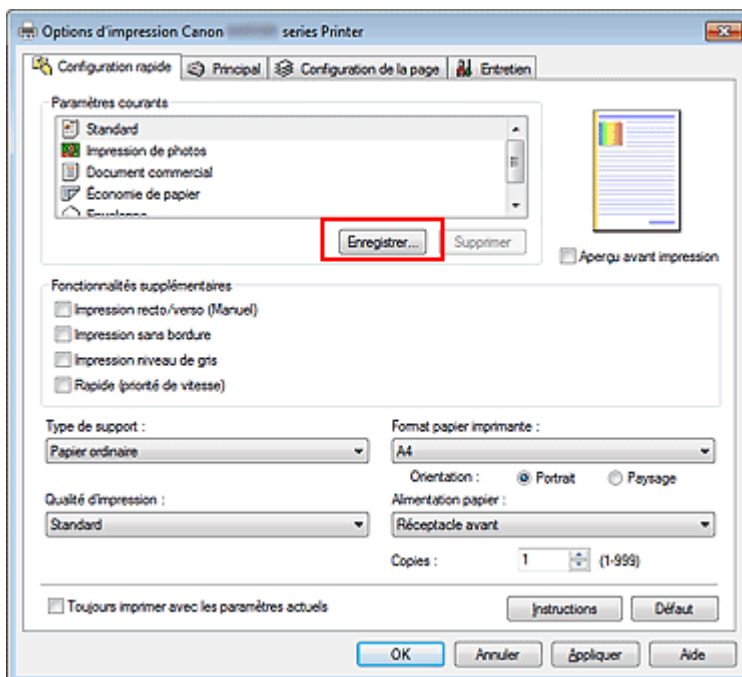 Options d'impression Canon series Printer
Configuration rapide Principal Configuration de la page Entretien
Paramètres courants
Standard
Impression de photos
Document commercial
Économie de papier
Enregistrer... Supprimer
Aperçu avant impression
Fonctionnalités supplémentaires
Impression recto/verso (Manuel)
Impression sans bordure
Impression niveau de gris
Rapide (priorité de vitesse)
Type de support : Format papier imprimante :
Papier ordinaire A4
Orientation : Portrait Paysage
Qualité d'impression : Alimentation papier :
Standard Réceptacle avant
Copies : 1 (1-999)
Toujours imprimer avec les paramètres actuels Instructions Défaut
OK Annuler Appliquer Aide